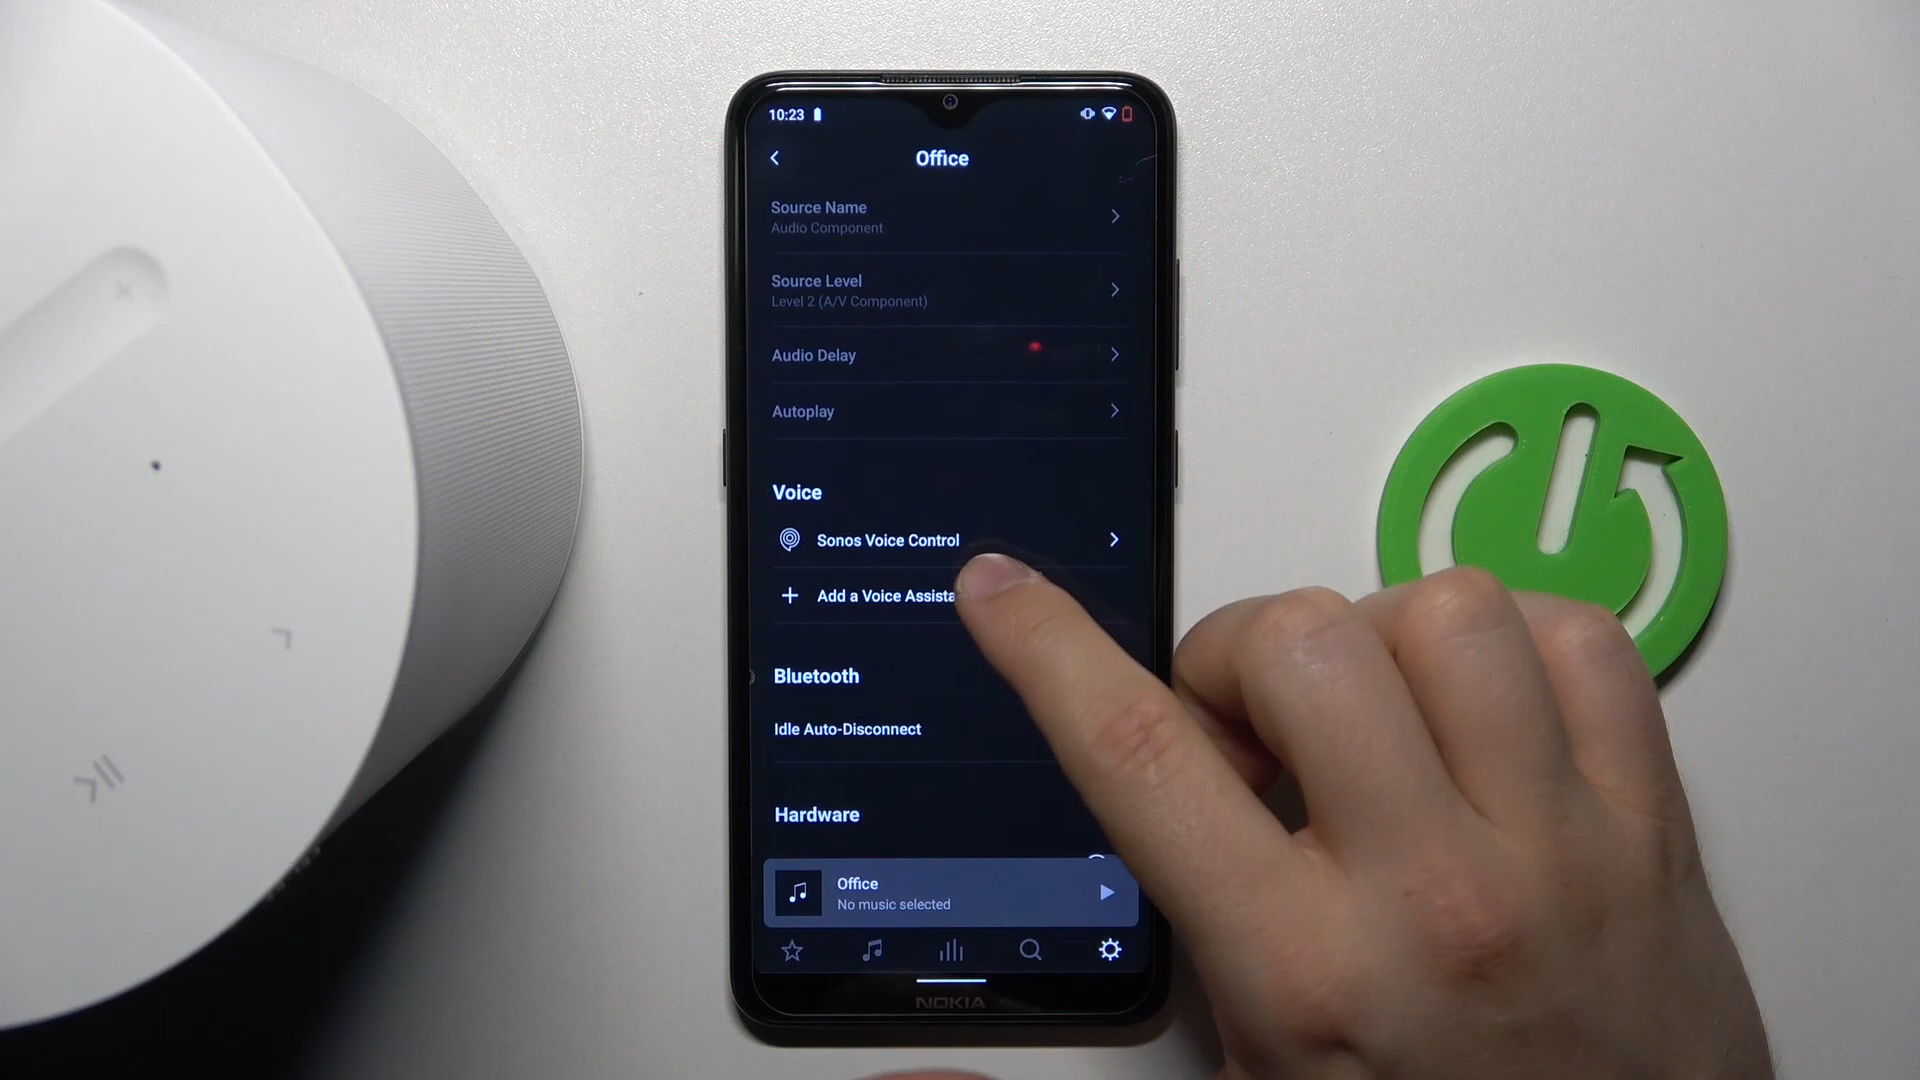 10:23
Office
Source Name
Audio Component
Source Level
Level 2 (A/V Component)
Audio Delay
Autoplay
Voice
Sonos Voice Control
Add a Voice Assista
Bluetooth
Idle Auto-Disconnect
Hardware
Office
No music selected
NOKIA